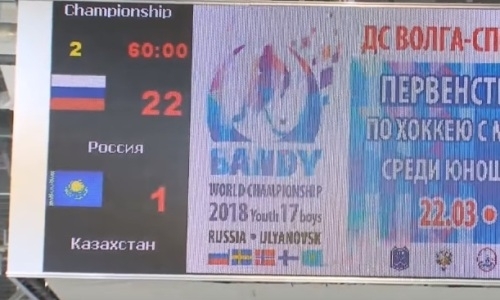 Championship
2 60:00
22
Россия
1
Казахстан
BANDY
WORLD CHAMPIONSHIP
2018 Youth 17 boys
RUSSIA • ULYANOVSK
ДС ВОЛГА-СП
ПЕРВЕНСТ
ПО ХОККЕЮ С М
СРЕДИ ЮНОШ
22.03 •